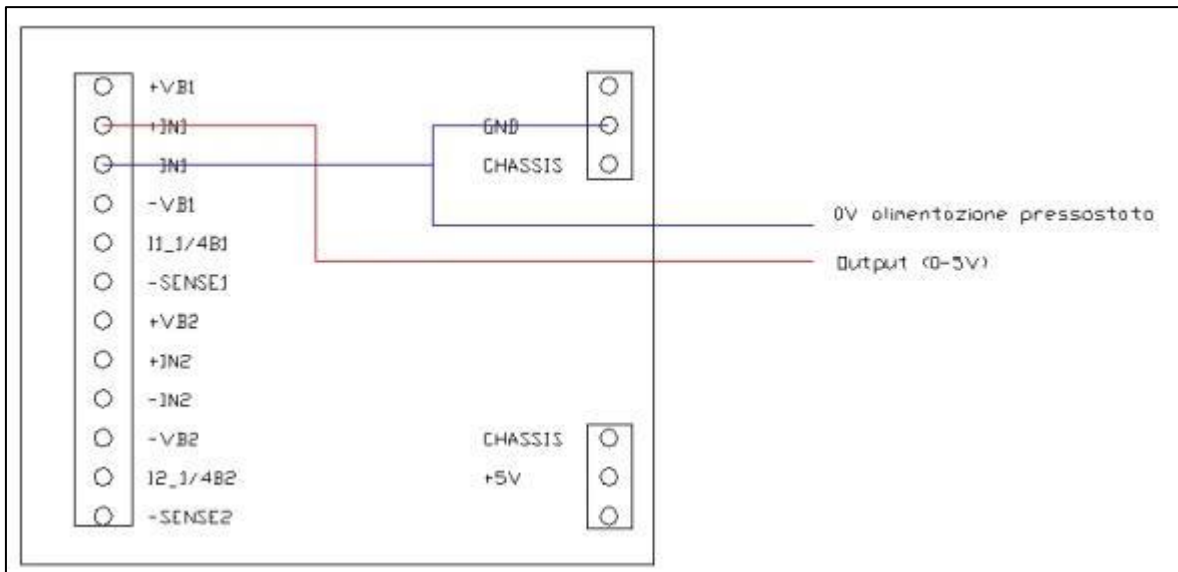 +VB1
+IN1
-IN1
-VB1
I1_1/4B1
-SENSE1
+VB2
+IN2
-IN2
-VB2
I2_1/4B2
-SENSE2
GND
CHASSIS
CHASSIS
+5V
0V alimentazione pressostato
Output (0-5V)